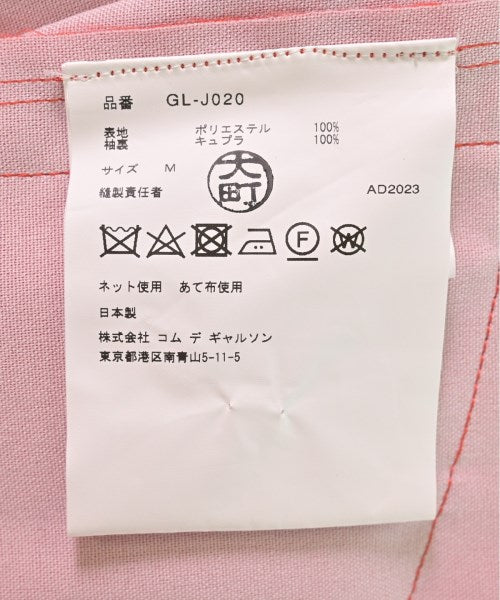 品番 GL-J020
表地 ポリエステル 100%
袖裏 キュプラ 100%
サイズ M
大町
縫製責任者 AD2023
F W
ネット使用 あて布使用
日本製
株式会社 コム デ ギャルソン
東京都港区南青山5-11-5